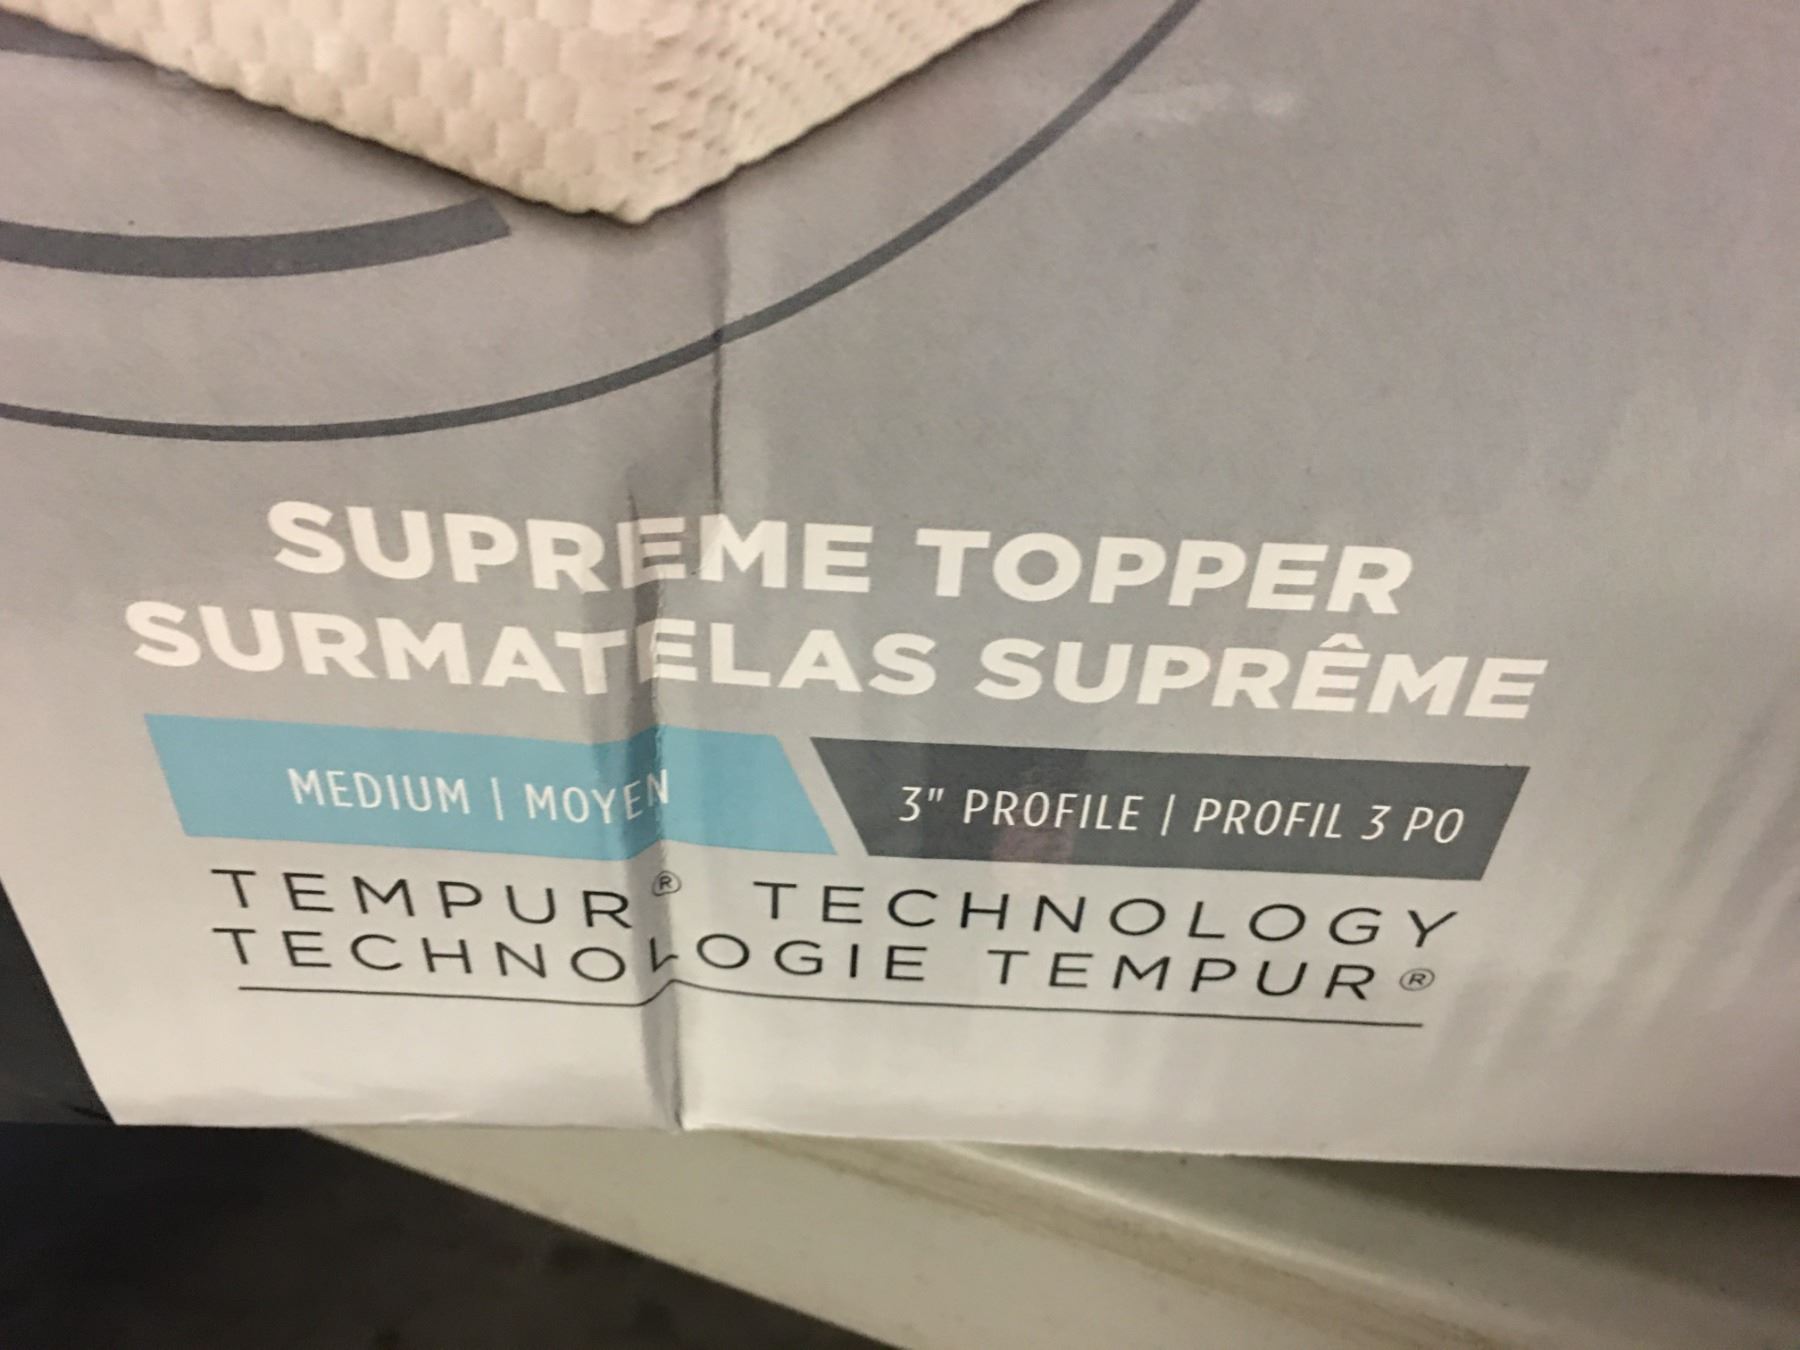 SUPREME TOPPER
SURMATELAS SUPRÊME
MEDIUM | MOYEN
3" PROFILE | PROFIL 3 PO
TEMPUR® TECHNOLOGY
TECHNOLOGIE TEMPUR®